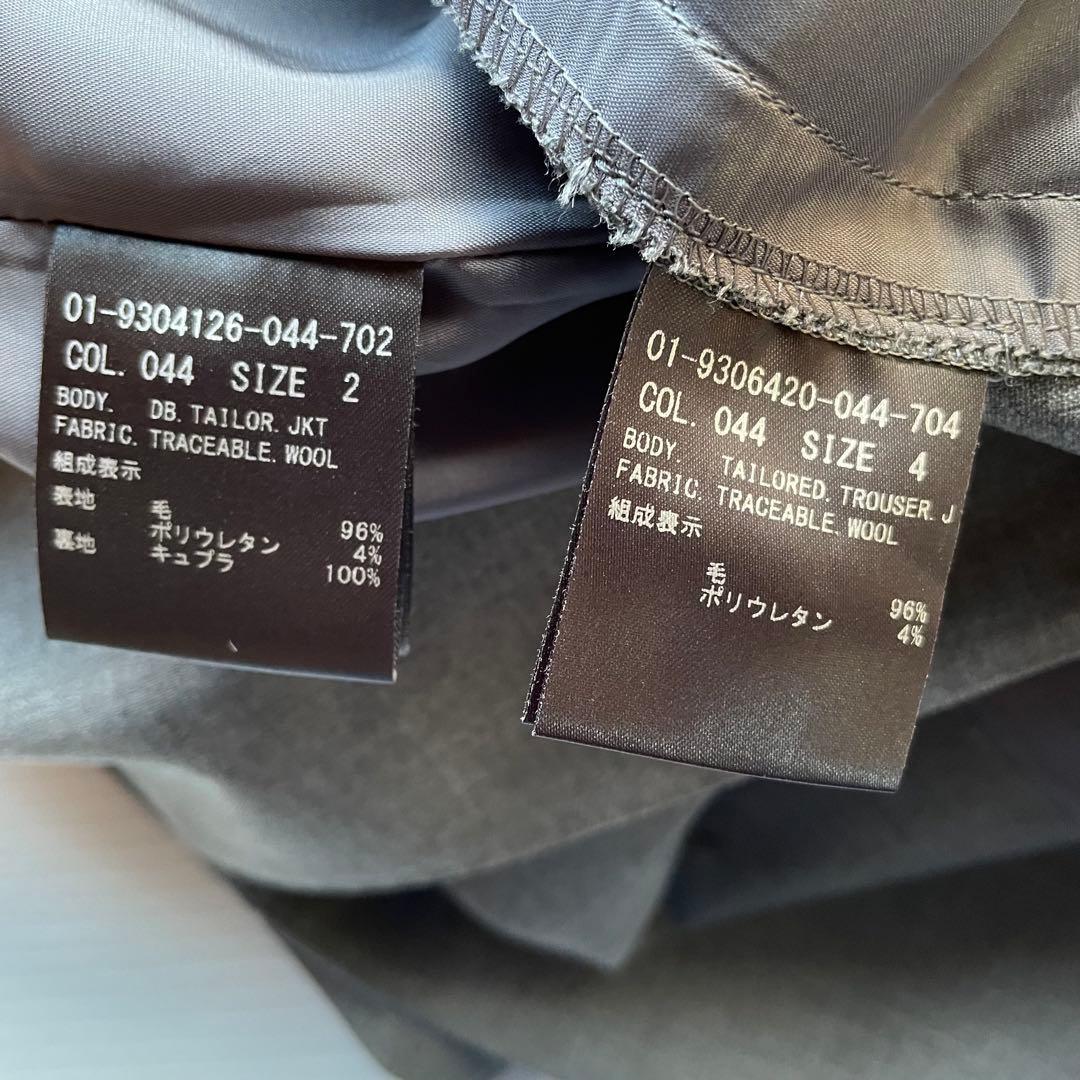 01-9304126-044-702
COL. 044 SIZE 2
BODY. DB. TAILOR. JKT
FABRIC. TRACEABLE. WOOL
組成表示
表地 毛 96%
ポリウレタン 4%
裏地 キュプラ 100%
01-9306420-044-704
COL. 044 SIZE 4
BODY. TAILORED. TROUSER. J
FABRIC. TRACEABLE. WOOL
組成表示
毛 96%
ポリウレタン 4%